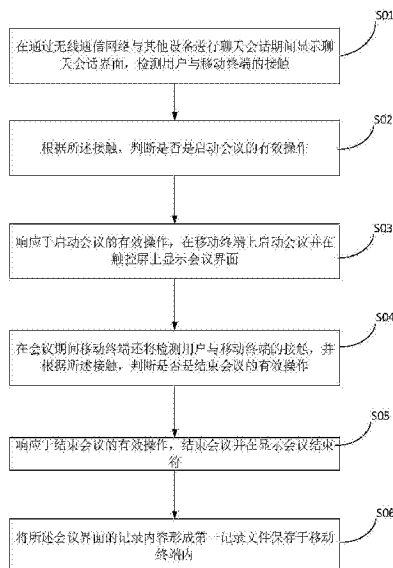 S01
在通过无线通信网络与其他设备进行聊天会话期间显示聊
天会话界面，检测用户与移动终端的接触
S02
根据所述接触，判断是否是启动会议的有效操作
S03
响应于启动会议的有效操作，在移动终端上启动会议并在
触控屏上显示会议界面
S04
在会议期间移动终端还将检测用户与移动终端的接触，并
根据所述接触，判断是否是结束会议的有效操作
S05
响应于结束会议的有效操作，结束会议并在显示会议结束
符
S06
将所述会议界面的记录内容形成第一记录文件保存于移动
终端内